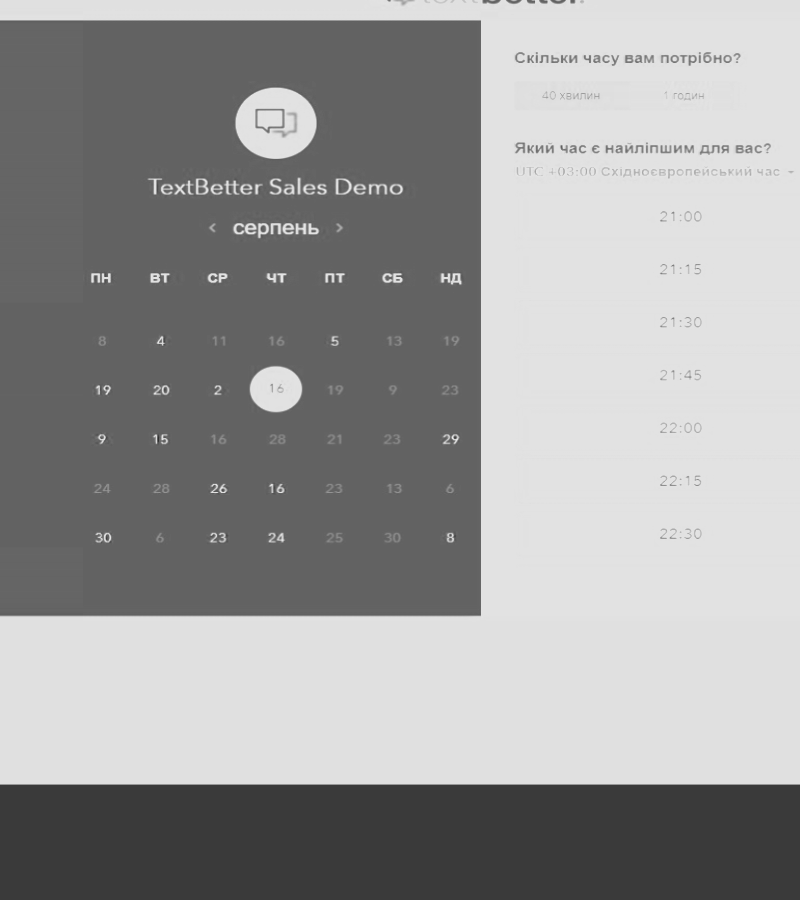 textbetter.
TextBetter Sales Demo
< серпень >
ПН ВТ СР ЧТ ПТ СБ НД
8 4 11 16 5 13 19
19 20 2 16 19 9 23
9 15 16 28 21 23 29
24 28 26 16 23 13 6
30 6 23 24 25 30 8
Скільки часу вам потрібно?
40 хвилин 1 годин
Який час є найліпшим для вас?
UTC +03:00 Східноєвропейський час
21:00
21:15
21:30
21:45
22:00
22:15
22:30